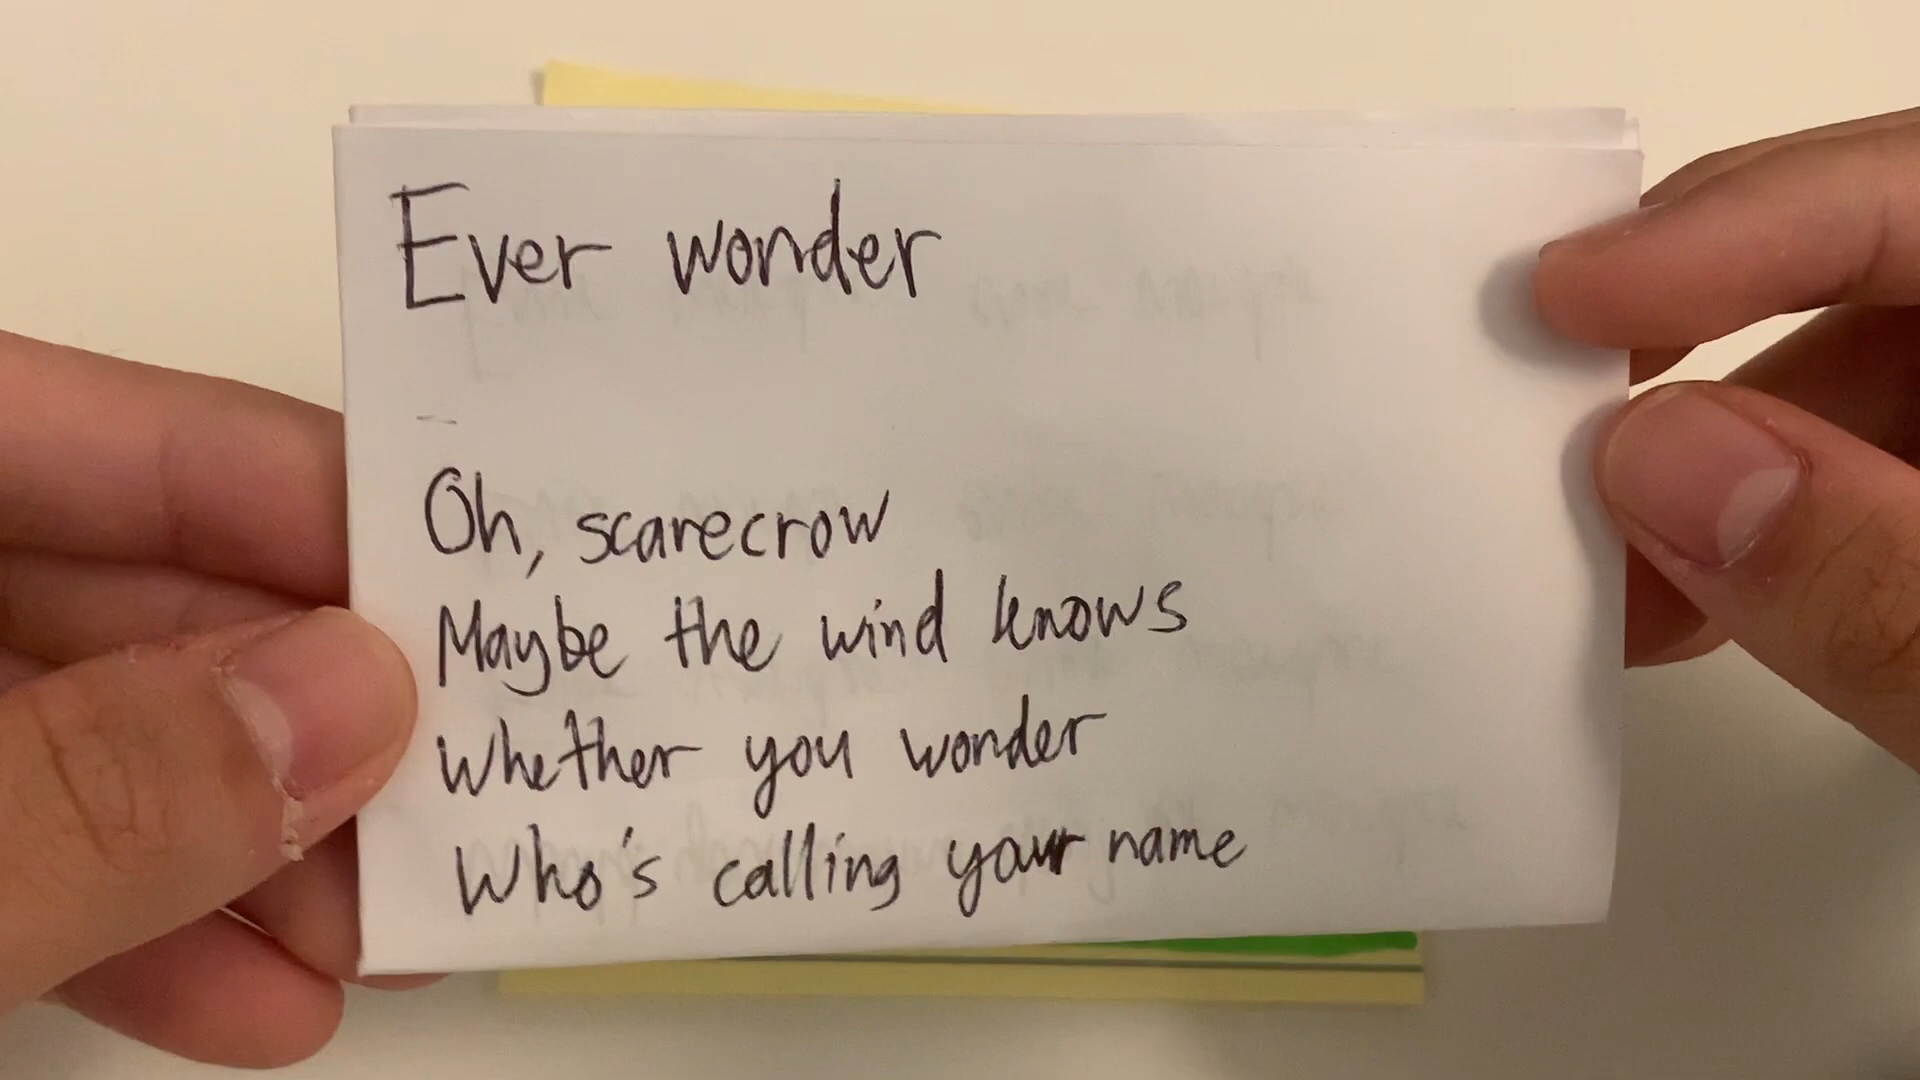 Ever wonder
-
Oh, scarecrow
Maybe the wind knows
Whether you wonder
Who's calling your name